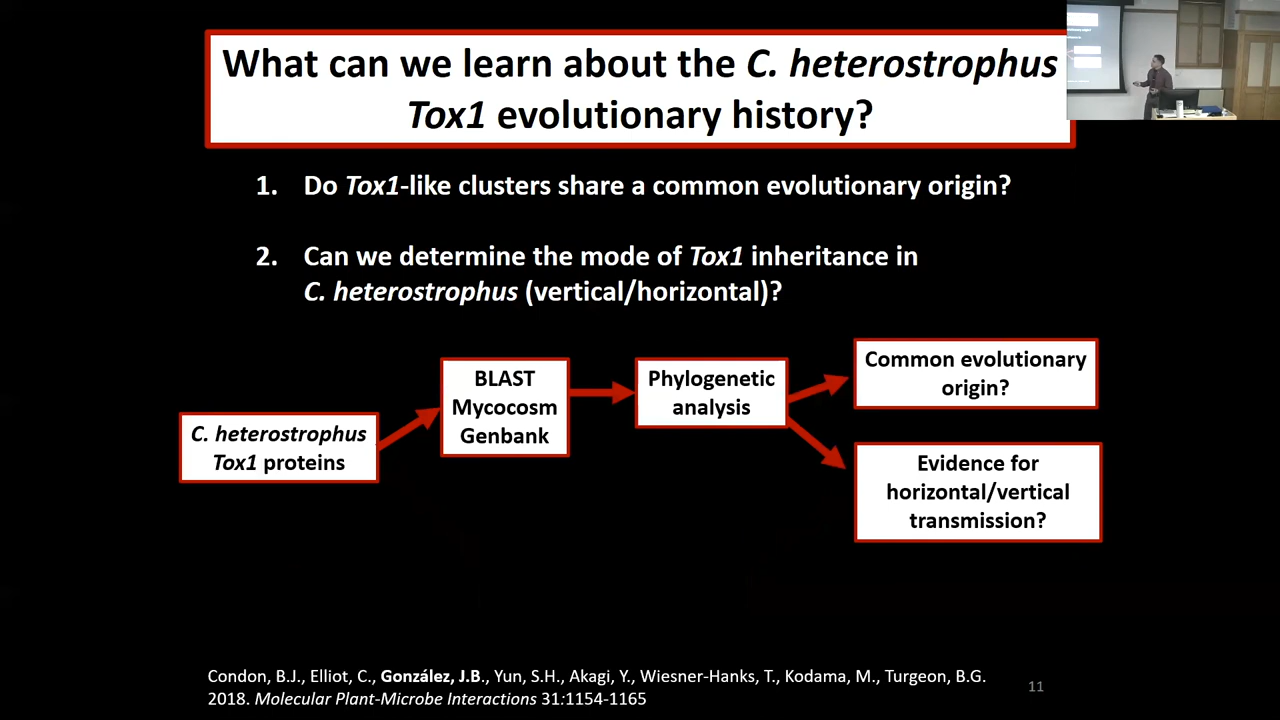 What can we learn about the C. heterostrophus
Tox1 evolutionary history?
1. Do Tox1-like clusters share a common evolutionary origin?
2. Can we determine the mode of Tox1 inheritance in
C. heterostrophus (vertical/horizontal)?
C. heterostrophus
Tox1 proteins
BLAST
Mycocosm
Genbank
Phylogenetic
analysis
Common evolutionary
origin?
Evidence for
horizontal/vertical
transmission?
Condon, B.J., Elliot, C., González, J.B., Yun, S.H., Akagi, Y., Wiesner-Hanks, T., Kodama, M., Turgeon, B.G.
2018. Molecular Plant-Microbe Interactions 31:1154-1165
11